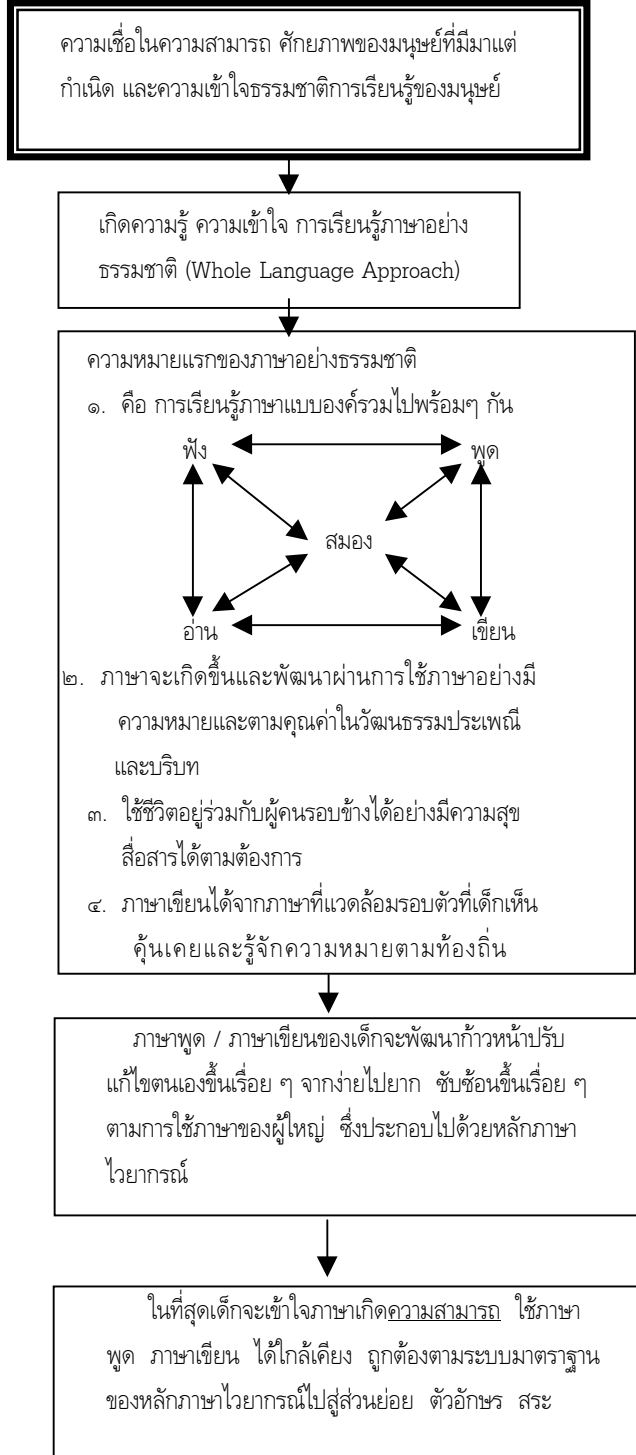 ความเชื่อในความสามารถ ศักยภาพของมนุษย์ที่มีมาแต่
กำเนิด และความเข้าใจธรรมชาติการเรียนรู้ของมนุษย์
เกิดความรู้ ความเข้าใจ การเรียนรู้ภาษาอย่าง
ธรรมชาติ (Whole Language Approach)
ความหมายแรกของภาษาอย่างธรรมชาติ
๑. คือ การเรียนรู้ภาษาแบบองค์รวมไปพร้อมๆ กัน
ฟัง พูด
สมอง
อ่าน เขียน
๒. ภาษาจะเกิดขึ้นและพัฒนาผ่านการใช้ภาษาอย่างมี
ความหมายและตามคุณค่าในวัฒนธรรมประเพณี
และบริบท
๓. ใช้ชีวิตอยู่ร่วมกับผู้คนรอบข้างได้อย่างมีความสุข
สื่อสารได้ตามต้องการ
๔. ภาษาเขียนได้จากภาษาที่แวดล้อมรอบตัวที่เด็กเห็น
คุ้นเคยและรู้จักความหมายตามท้องถิ่น
ภาษาพูด / ภาษาเขียนของเด็กจะพัฒนาก้าวหน้าปรับ
แก้ไขตนเองขึ้นเรื่อย ๆ จากง่ายไปยาก ซับซ้อนขึ้นเรื่อย ๆ
ตามการใช้ภาษาของผู้ใหญ่ ซึ่งประกอบไปด้วยหลักภาษา
ไวยากรณ์
ในที่สุดเด็กจะเข้าใจภาษาเกิดความสามารถ ใช้ภาษา
พูด ภาษาเขียน ได้ใกล้เคียง ถูกต้องตามระบบมาตราฐาน
ของหลักภาษาไวยากรณ์ไปสู่ส่วนย่อย ตัวอักษร สระ